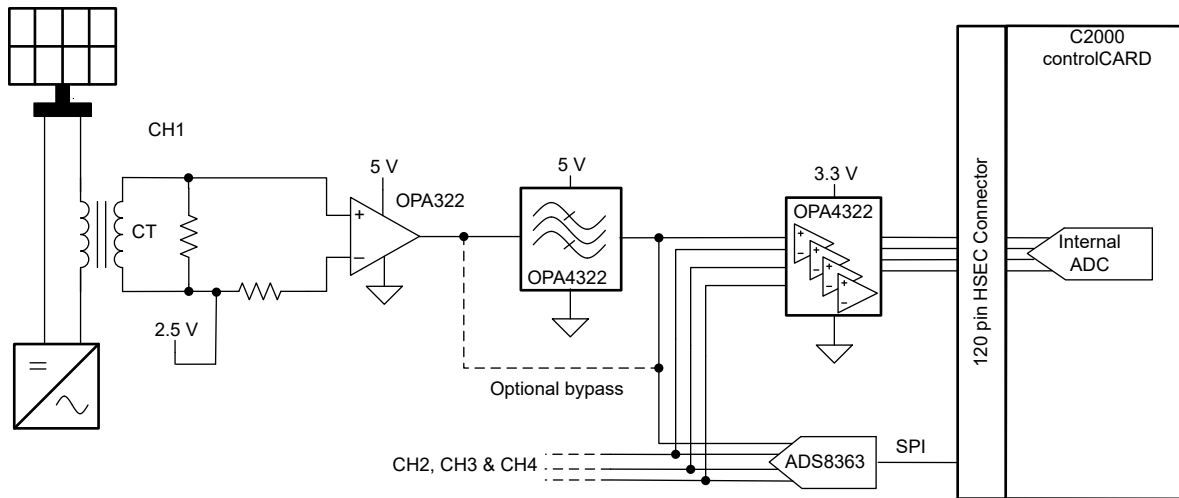 C2000
controlCARD
CH1
5 V
OPA322
5 V
3.3 V
OPA4322
CT
+
−
+
−
+
−
+
−
+
−
OPA4322
Internal
ADC
120 pin HSEC Connector
2.5 V
Optional bypass
CH2, CH3 & CH4
ADS8363
SPI